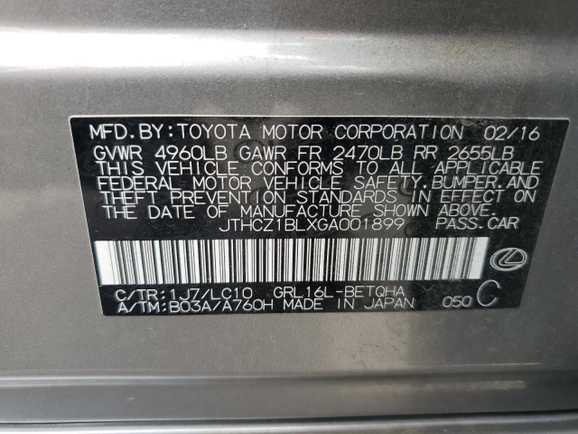 MFD.BY:TOYOTA MOTOR CORPORATION 02/16
GVWR 4960LB GAWR FR 2470LB RR 2655LB
THIS VEHICLE CONFORMS TO ALL APPLICABLE
FEDERAL MOTOR VEHICLE SAFETY,BUMPER,AND
THEFT PREVENTION STANDARDS IN EFFECT ON
THE DATE OF MANUFACTURE SHOWN ABOVE.
JTHCZ1BLXGA001899 PASS.CAR
C/TR:1J7/LC10 GRL16L-BETQHA
A/TM:B03A/A760H MADE IN JAPAN 050 C